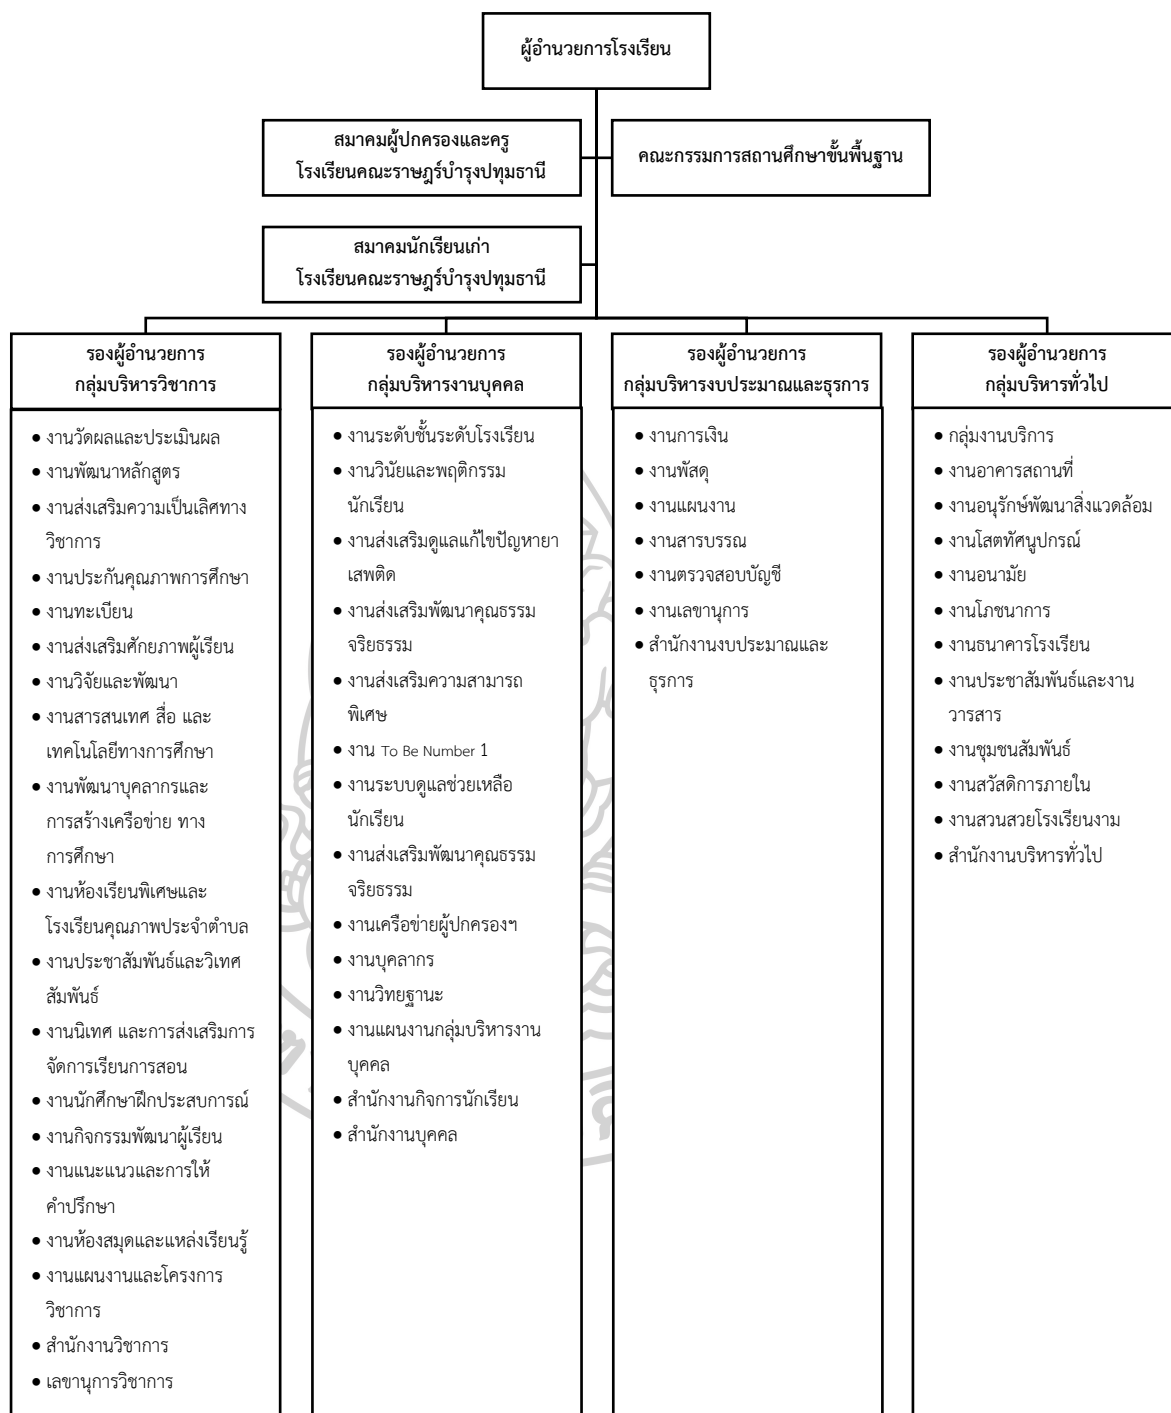 ผู้อำนวยการโรงเรียน
สมาคมผู้ปกครองและครู
โรงเรียนคณะราษฎร์บำรุงปทุมธานี
คณะกรรมการสถานศึกษาขั้นพื้นฐาน
สมาคมนักเรียนเก่า
โรงเรียนคณะราษฎร์บำรุงปทุมธานี
รองผู้อำนวยการ
กลุ่มบริหารวิชาการ
● งานวัดผลและประเมินผล
● งานพัฒนาหลักสูตร
● งานส่งเสริมความเป็นเลิศทาง
วิชาการ
● งานประกันคุณภาพการศึกษา
● งานทะเบียน
● งานส่งเสริมศักยภาพผู้เรียน
● งานวิจัยและพัฒนา
● งานสารสนเทศ สื่อ และ
เทคโนโลยีทางการศึกษา
● งานพัฒนาบุคลากรและ
การสร้างเครือข่าย ทาง
การศึกษา
● งานห้องเรียนพิเศษและ
โรงเรียนคุณภาพประจำตำบล
● งานประชาสัมพันธ์และวิเทศ
สัมพันธ์
● งานนิเทศ และการส่งเสริมการ
จัดการเรียนการสอน
● งานนักศึกษาฝึกประสบการณ์
● งานกิจกรรมพัฒนาผู้เรียน
● งานแนะแนวและการให้
คำปรึกษา
● งานห้องสมุดและแหล่งเรียนรู้
● งานแผนงานและโครงการ
วิชาการ
● สำนักงานวิชาการ
● เลขานุการวิชาการ
รองผู้อำนวยการ
กลุ่มบริหารงานบุคคล
● งานระดับชั้นระดับโรงเรียน
● งานวินัยและพฤติกรรม
นักเรียน
● งานส่งเสริมดูแลแก้ไขปัญหายา
เสพติด
● งานส่งเสริมพัฒนาคุณธรรม
จริยธรรม
● งานส่งเสริมความสามารถ
พิเศษ
● งาน To Be Number 1
● งานระบบดูแลช่วยเหลือ
นักเรียน
● งานส่งเสริมพัฒนาคุณธรรม
จริยธรรม
● งานเครือข่ายผู้ปกครองฯ
● งานบุคลากร
● งานวิทยฐานะ
● งานแผนงานกลุ่มบริหารงาน
บุคคล
● สำนักงานกิจการนักเรียน
● สำนักงานบุคคล
รองผู้อำนวยการ
กลุ่มบริหารงบประมาณและธุรการ
● งานการเงิน
● งานพัสดุ
● งานแผนงาน
● งานสารบรรณ
● งานตรวจสอบบัญชี
● งานเลขานุการ
● สำนักงานงบประมาณและ
ธุรการ
รองผู้อำนวยการ
กลุ่มบริหารทั่วไป
● กลุ่มงานบริการ
● งานอาคารสถานที่
● งานอนุรักษ์พัฒนาสิ่งแวดล้อม
● งานโสตทัศนูปกรณ์
● งานอนามัย
● งานโภชนาการ
● งานธนาคารโรงเรียน
● งานประชาสัมพันธ์และงาน
วารสาร
● งานชุมชนสัมพันธ์
● งานสวัสดิการภายใน
● งานสวนสวยโรงเรียนงาม
● สำนักงานบริหารทั่วไป